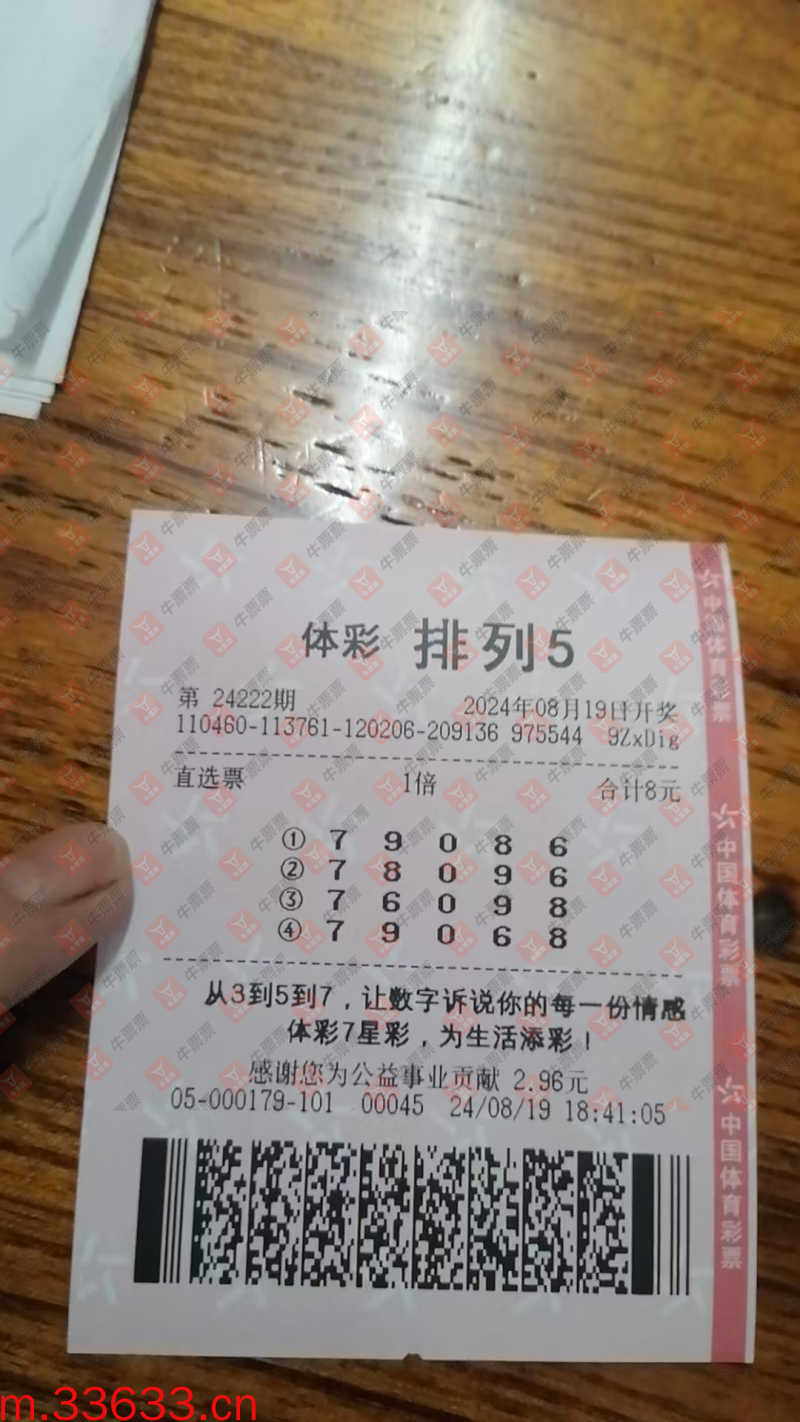 体彩 排列5
第 24222期 2024年08月19日开奖
110460-113761-120206-209136 975544 9ZxDig
直选票 1倍 合计8元
① 7 9 0 8 6
② 7 8 0 9 6
③ 7 6 0 9 8
④ 7 9 0 6 8
从3到5到7，让数字诉说你的每一份情感
体彩7星彩，为生活添彩！
感谢您为公益事业贡献 2.96元
05-000179-101 00045 24/08/19 18:41:05
中国体育彩票
中国体育彩票
中国体育彩票
牛票票
m.33633.cn